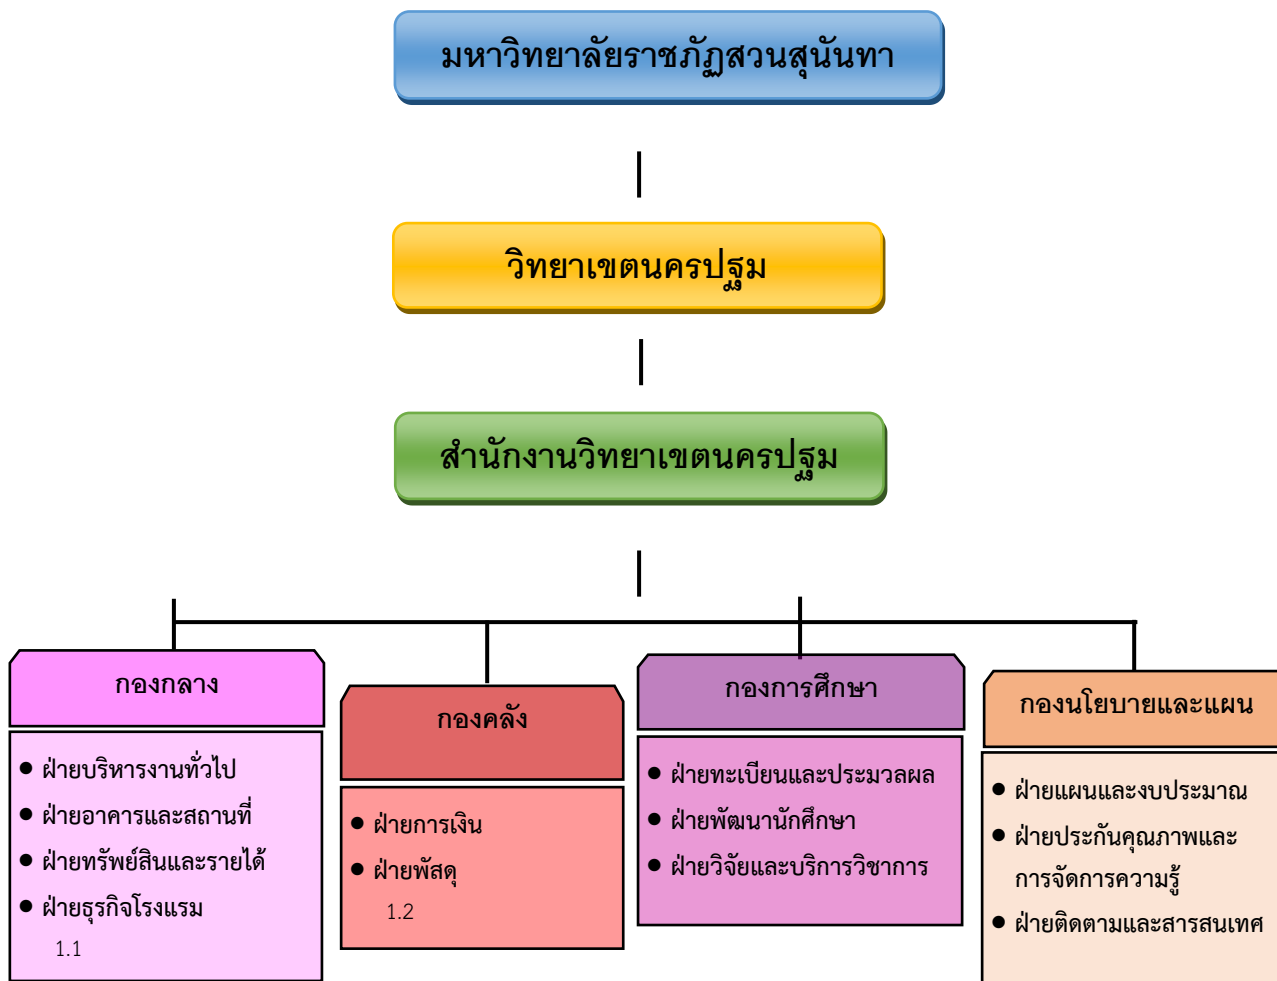 มหาวิทยาลัยราชภัฏสวนสุนันทา
วิทยาเขตนครปฐม
สำนักงานวิทยาเขตนครปฐม
กองกลาง
● ฝ่ายบริหารงานทั่วไป
● ฝ่ายอาคารและสถานที่
● ฝ่ายทรัพย์สินและรายได้
● ฝ่ายธุรกิจโรงแรม
1.1
กองคลัง
● ฝ่ายการเงิน
● ฝ่ายพัสดุ
1.2
กองการศึกษา
● ฝ่ายทะเบียนและประมวลผล
● ฝ่ายพัฒนานักศึกษา
● ฝ่ายวิจัยและบริการวิชาการ
กองนโยบายและแผน
● ฝ่ายแผนและงบประมาณ
● ฝ่ายประกันคุณภาพและ
การจัดการความรู้
● ฝ่ายติดตามและสารสนเทศ